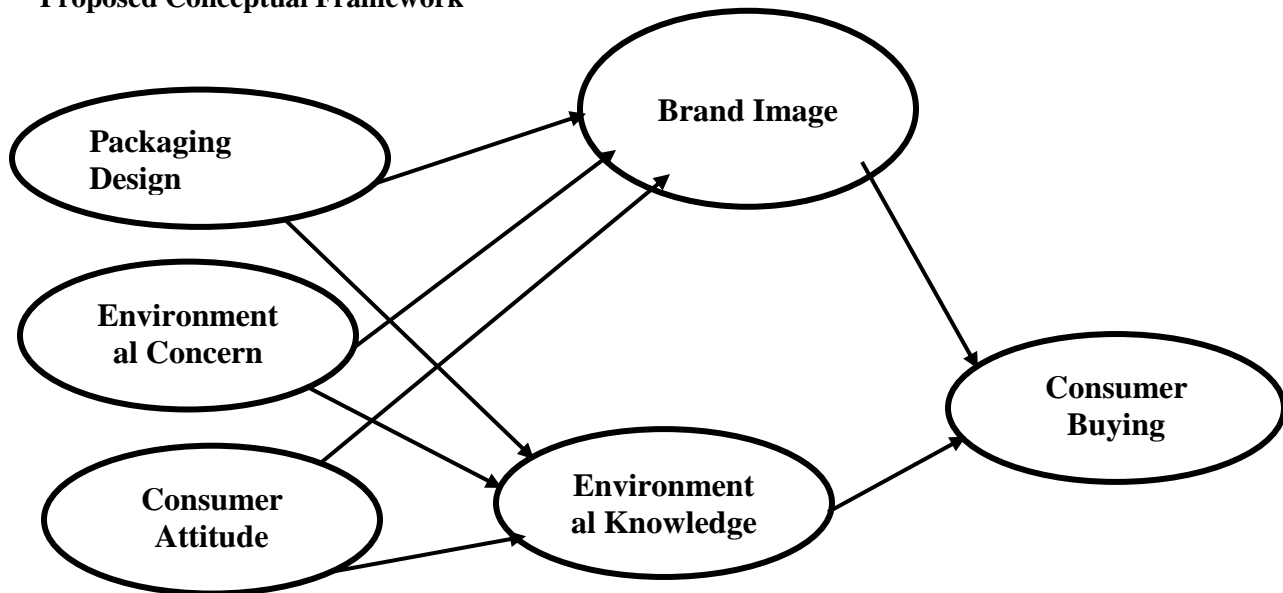 Proposed Conceptual Framework
Packaging
Design
Brand Image
Environment
al Concern
Consumer
Attitude
Environment
al Knowledge
Consumer
Buying